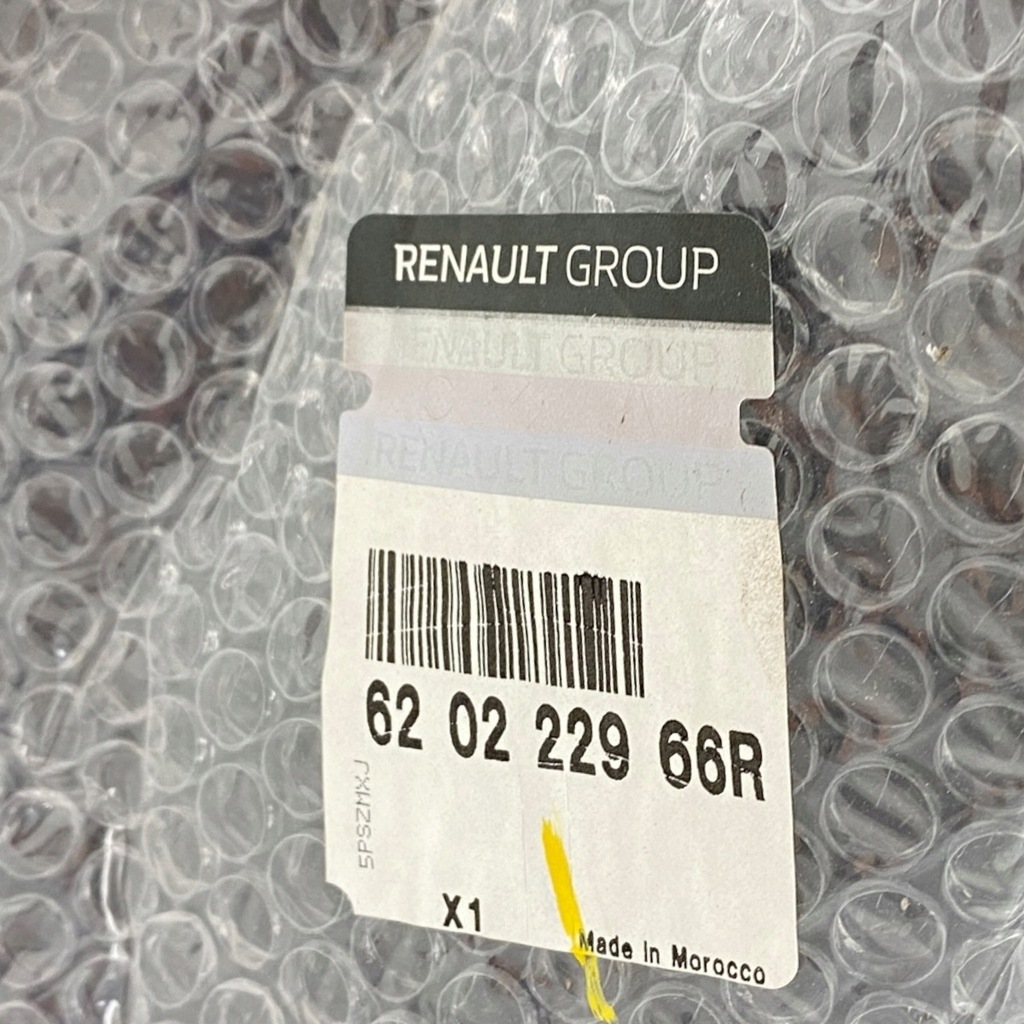 RENAULT GROUP
RENAULT GROUP
RENAULT GROUP
62 02 229 66R
5PSZMXJ
X1
Made in Morocco